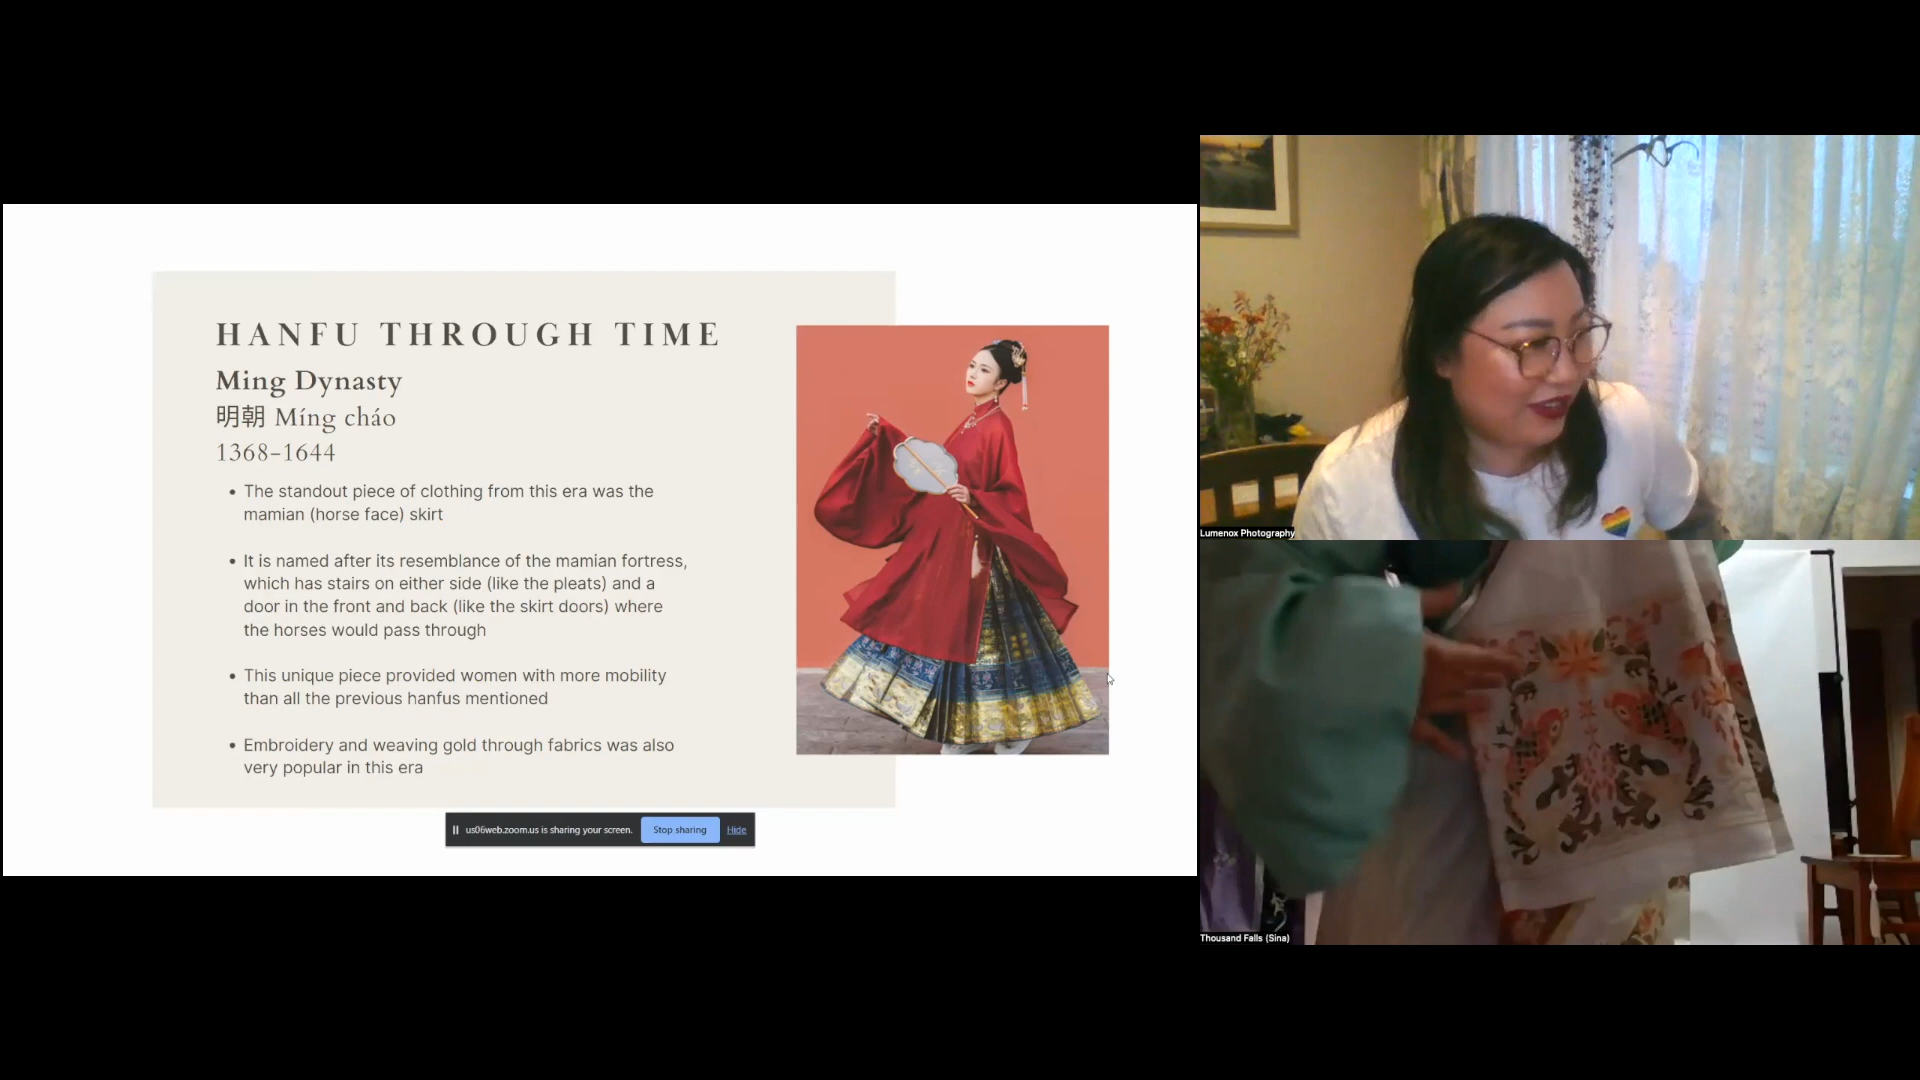 HANFU THROUGH TIME
Ming Dynasty
明朝 Míng cháo
1368–1644
• The standout piece of clothing from this era was the
mamian (horse face) skirt
• It is named after its resemblance of the mamian fortress,
which has stairs on either side (like the pleats) and a
door in the front and back (like the skirt doors) where
the horses would pass through
• This unique piece provided women with more mobility
than all the previous hanfus mentioned
• Embroidery and weaving gold through fabrics was also
very popular in this era
us06web.zoom.us is sharing your screen. Stop sharing Hide
Lumenox Photography
Thousand Falls (Sina)